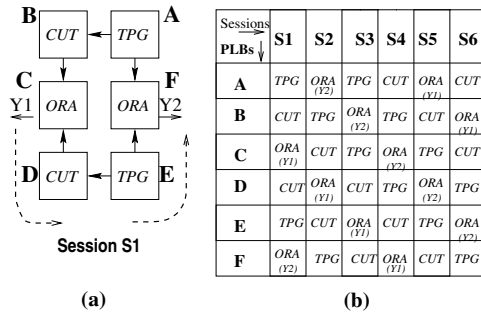 B CUT TPG A
C F
Y1 ORA ORA Y2
D CUT TPG E
Session S1
(a)
Sessions S1 S2 S3 S4 S5 S6
PLBs
A TPG ORA (Y2) TPG CUT ORA (Y1) CUT
B CUT TPG ORA (Y2) TPG CUT ORA (Y1)
C ORA (Y1) CUT TPG ORA (Y2) TPG CUT
D CUT ORA (Y1) CUT TPG ORA (Y2) TPG
E TPG CUT ORA (Y1) CUT TPG ORA (Y2)
F ORA (Y2) TPG CUT ORA (Y1) CUT TPG
(b)